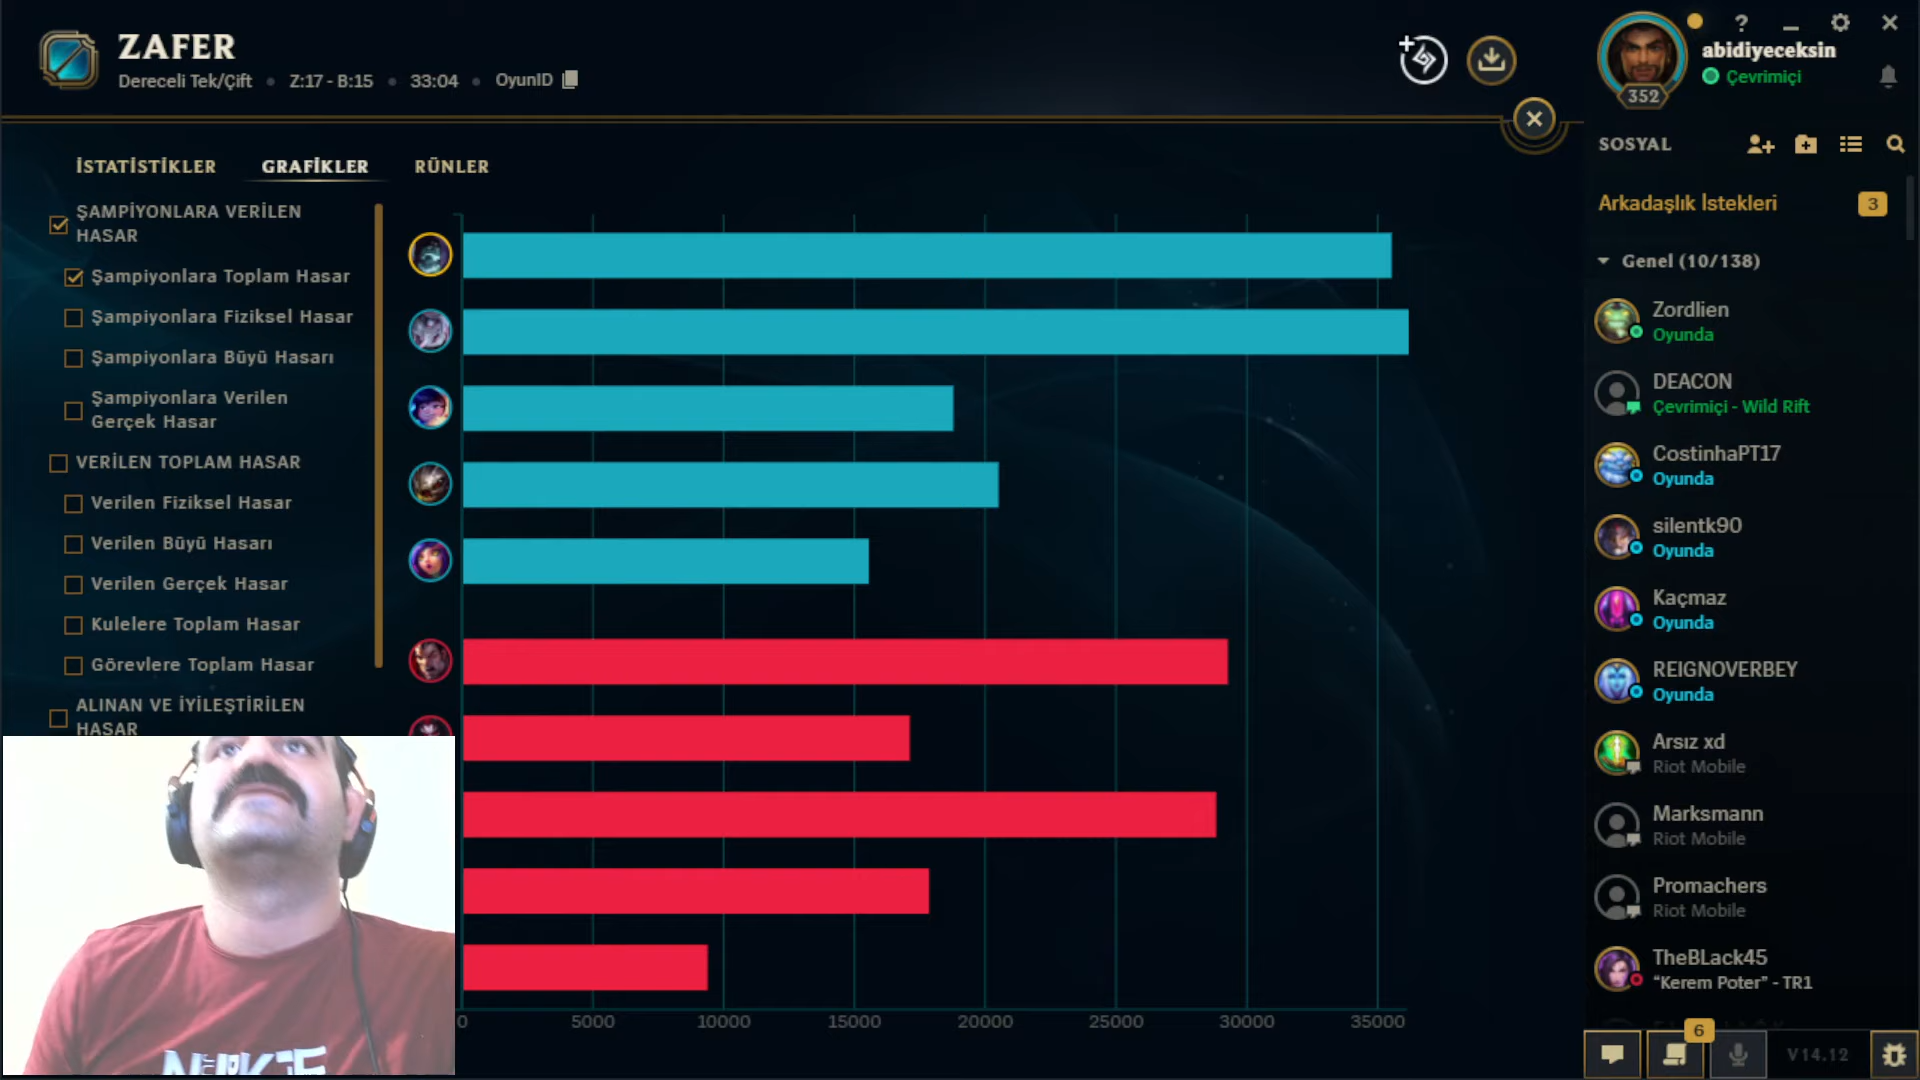 ZAFER
Dereceli Tek/Çift • Z:17 - B:15 • 33:04 • OyunID
İSTATİSTİKLER
GRAFİKLER
RÜNLER
ŞAMPİYONLARA VERİLEN
HASAR
Şampiyonlara Toplam Hasar
Şampiyonlara Fiziksel Hasar
Şampiyonlara Büyü Hasarı
Şampiyonlara Verilen
Gerçek Hasar
VERİLEN TOPLAM HASAR
Verilen Fiziksel Hasar
Verilen Büyü Hasarı
Verilen Gerçek Hasar
Kulelere Toplam Hasar
Görevlere Toplam Hasar
ALINAN VE İYİLEŞTİRİLEN
HASAR
0
5000
10000
15000
20000
25000
30000
35000
?
abidiyeceksin
Çevrimiçi
352
SOSYAL
Arkadaşlık İstekleri
3
Genel (10/138)
Zordlien
Oyunda
DEACON
Çevrimiçi - Wild Rift
CostinhaPT17
Oyunda
silentk90
Oyunda
Kaçmaz
Oyunda
REIGNOVERBEY
Oyunda
Arsız xd
Riot Mobile
Marksmann
Riot Mobile
Promachers
Riot Mobile
TheBLack45
“Kerem Poter” - TR1
6
V14.12